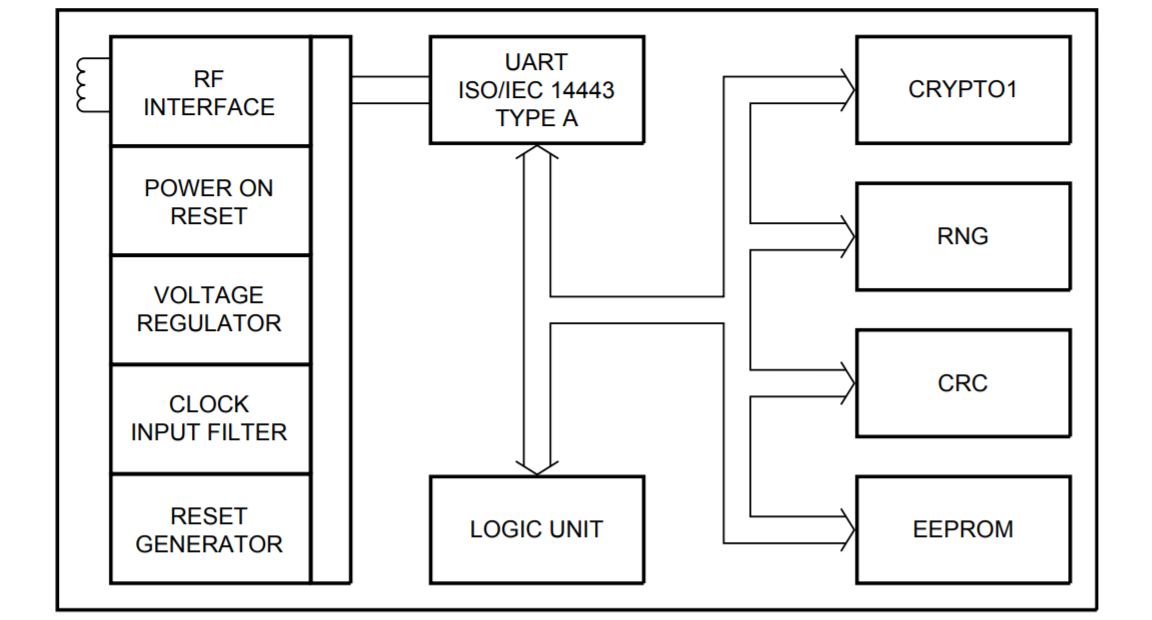 RF
INTERFACE
POWER ON
RESET
VOLTAGE
REGULATOR
CLOCK
INPUT FILTER
RESET
GENERATOR
UART
ISO/IEC 14443
TYPE A
LOGIC UNIT
CRYPTO1
RNG
CRC
EEPROM